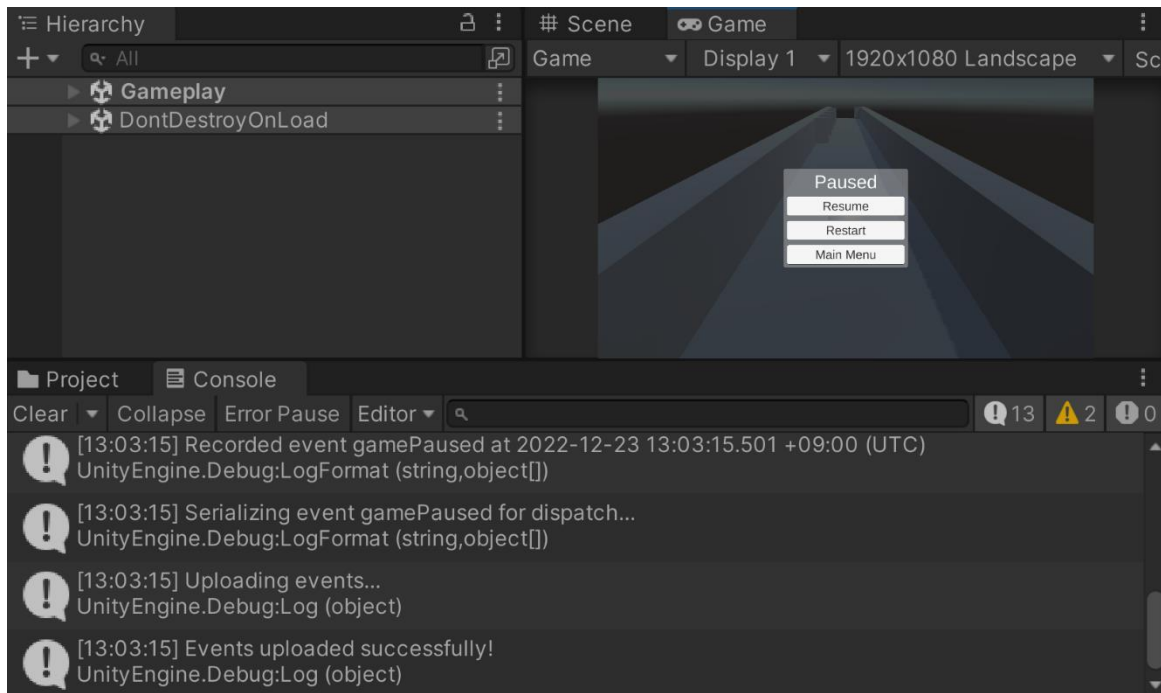 Hierarchy
All
Gameplay
DontDestroyOnLoad
Scene Game
Game Display 1 1920x1080 Landscape Sc
Paused
Resume
Restart
Main Menu
Project Console
Clear Collapse Error Pause Editor 13 2 0
[13:03:15] Recorded event gamePaused at 2022-12-23 13:03:15.501 +09:00 (UTC)
UnityEngine.Debug:LogFormat (string,object[])
[13:03:15] Serializing event gamePaused for dispatch...
UnityEngine.Debug:LogFormat (string,object[])
[13:03:15] Uploading events...
UnityEngine.Debug:Log (object)
[13:03:15] Events uploaded successfully!
UnityEngine.Debug:Log (object)